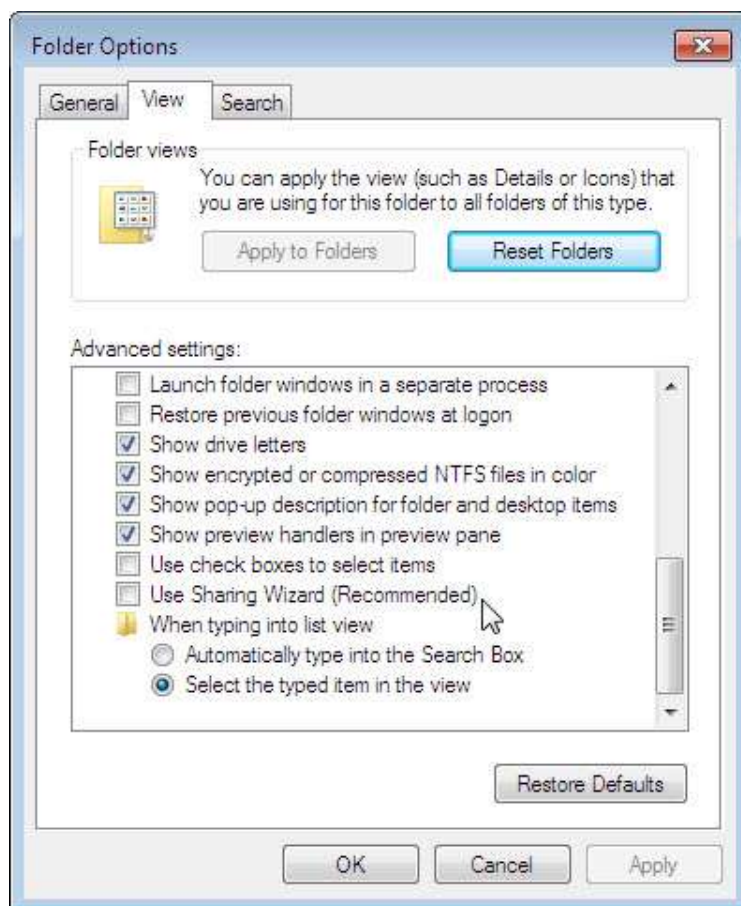 Folder Options
General View Search
Folder views
You can apply the view (such as Details or Icons) that
you are using for this folder to all folders of this type.
Apply to Folders Reset Folders
Advanced settings:
Launch folder windows in a separate process
Restore previous folder windows at logon
Show drive letters
Show encrypted or compressed NTFS files in color
Show pop-up description for folder and desktop items
Show preview handlers in preview pane
Use check boxes to select items
Use Sharing Wizard (Recommended)
When typing into list view
Automatically type into the Search Box
Select the typed item in the view
Restore Defaults
OK Cancel Apply